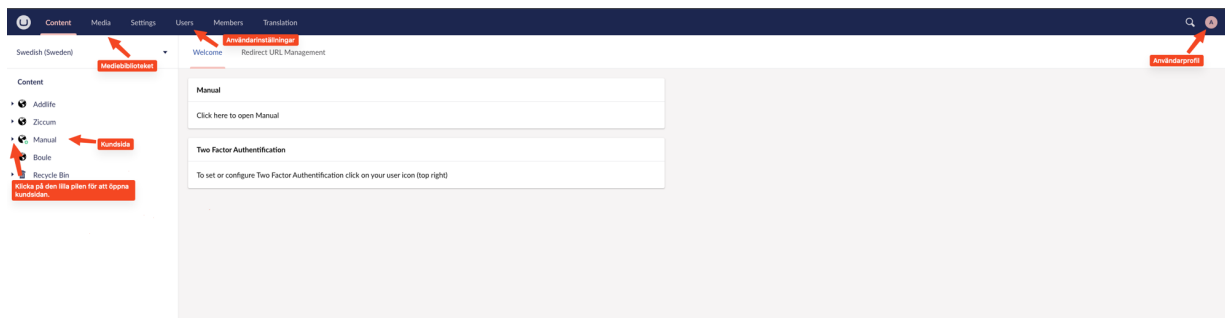 Content Media Settings Users Members Translation A
Användarinställningar
Swedish (Sweden) Welcome Redirect URL Management
Mediebiblioteket
Användarprofil
Content
Manual
Addlife
Click here to open Manual
Ziccum
Manual
Kundsida
Two Factor Authentification
Boule
Recycle Bin
To set or configure Two Factor Authentification click on your user icon (top right)
Klicka på den lilla pilen för att öppna
kundsidan.